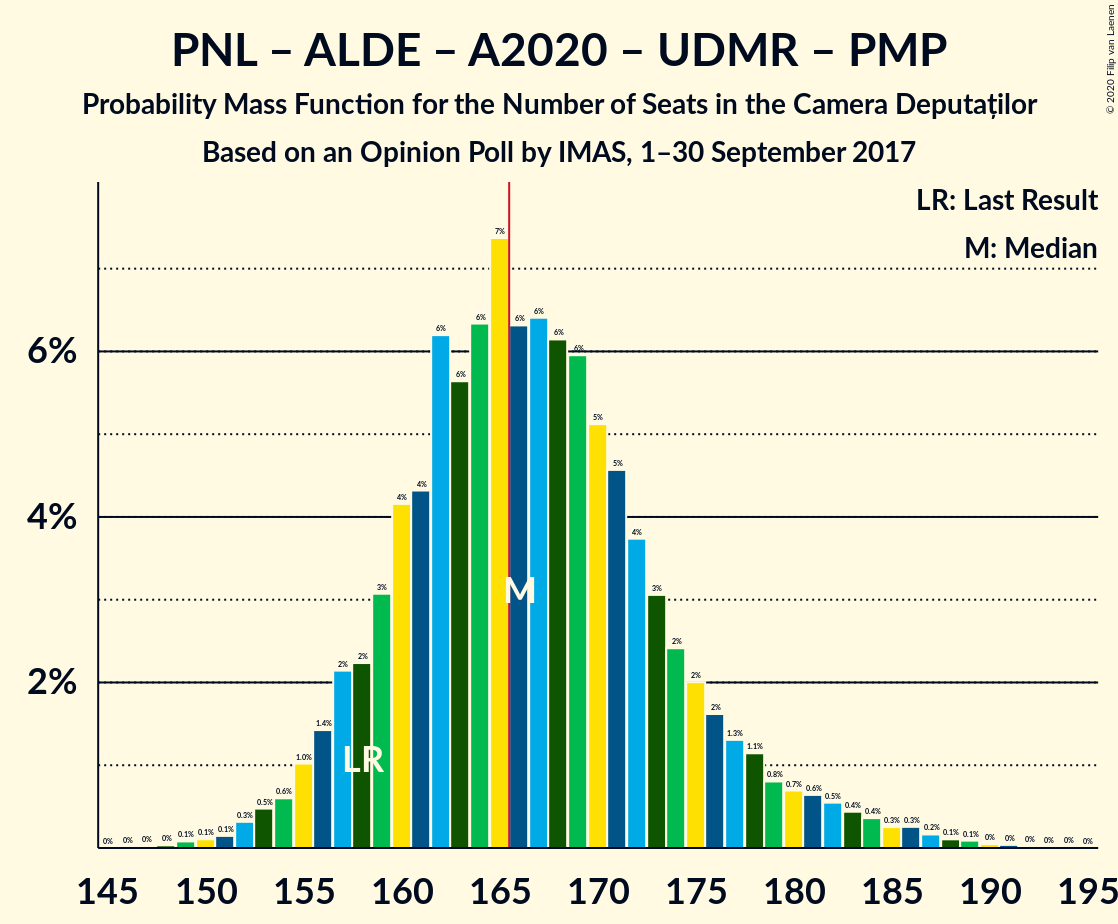 PNL – ALDE – A2020 – UDMR – PMP
Probability Mass Function for the Number of Seats in the Camera Deputaților
Based on an Opinion Poll by IMAS, 1–30 September 2017
© 2020 Filip van Laenen
LR: Last Result
M: Median
6%
4%
2%
0% 0% 0% 0% 0.1% 0.1% 0.1% 0.3% 0.5% 0.6% 1.0% 1.4% 2% 2% 3% 4% 4% 6% 6% 6% 7% 6% 6% 6% 6% 5% 5% 4% 3% 2% 2% 2% 1.3% 1.1% 0.8% 0.7% 0.6% 0.5% 0.4% 0.4% 0.3% 0.3% 0.2% 0.1% 0.1% 0% 0% 0% 0% 0% 0%
M
LR
145 150 155 160 165 170 175 180 185 190 195